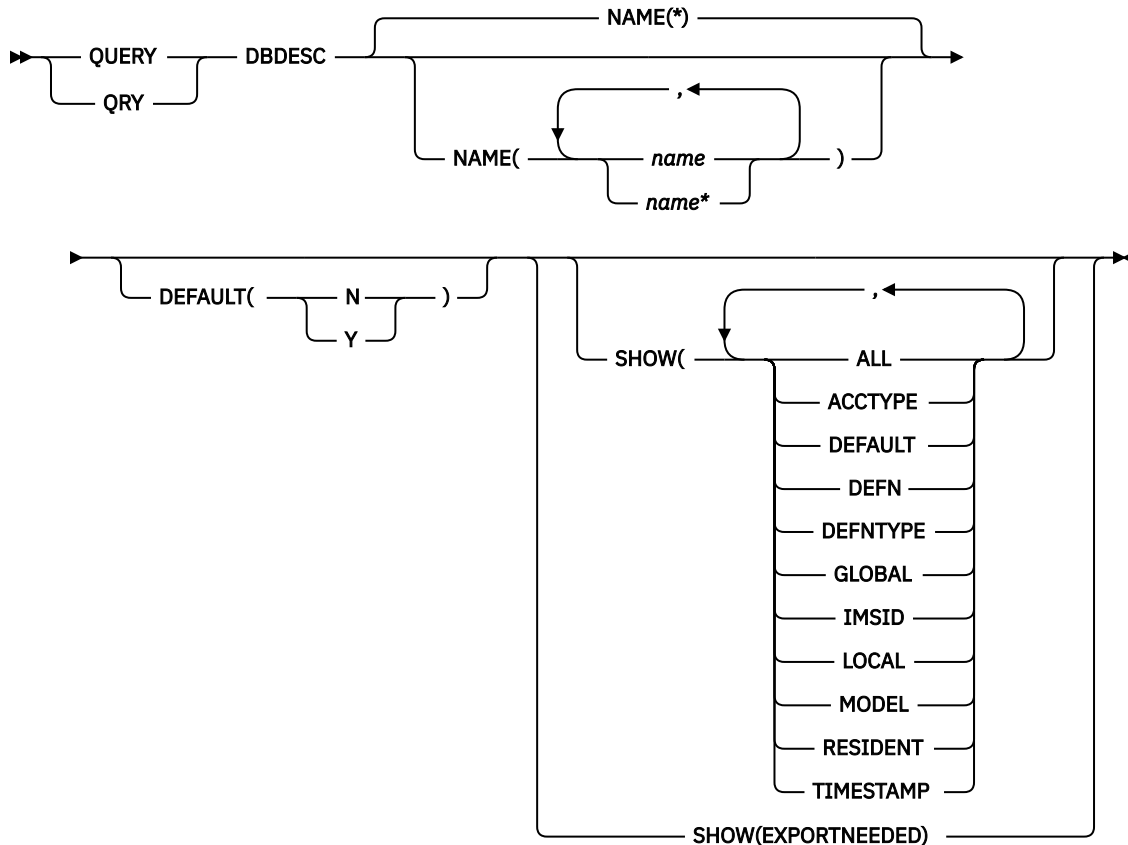 NAME(*)
QUERY DBDESC
QRY
,
NAME( name )
name*
DEFAULT( N )
Y
,
SHOW( ALL
ACCTYPE
DEFAULT
DEFN
DEFNTYPE
GLOBAL
IMSID
LOCAL
MODEL
RESIDENT
TIMESTAMP
SHOW(EXPORTNEEDED)